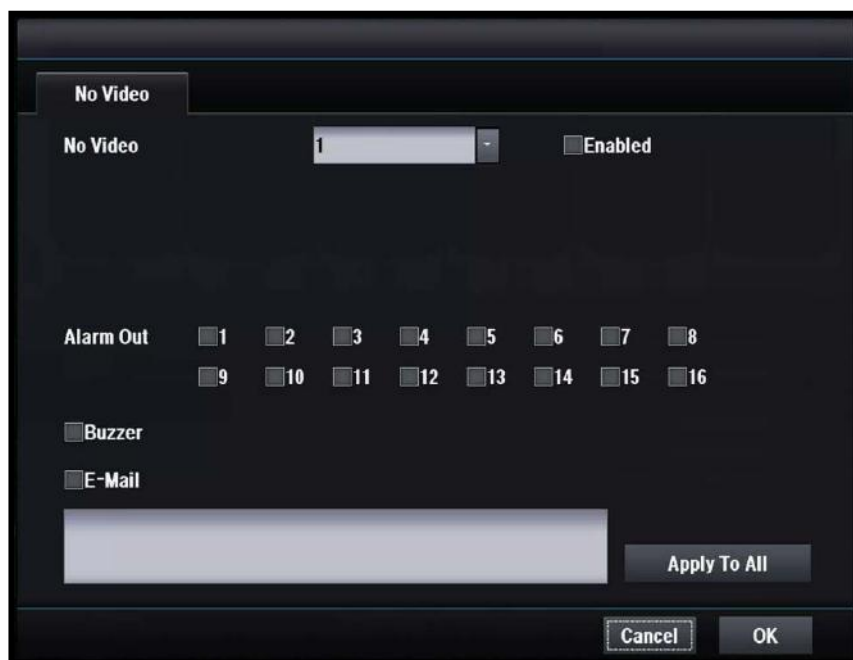 No Video
No Video 1 Enabled
Alarm Out 1 2 3 4 5 6 7 8
9 10 11 12 13 14 15 16
Buzzer
E-Mail
Apply To All
Cancel OK